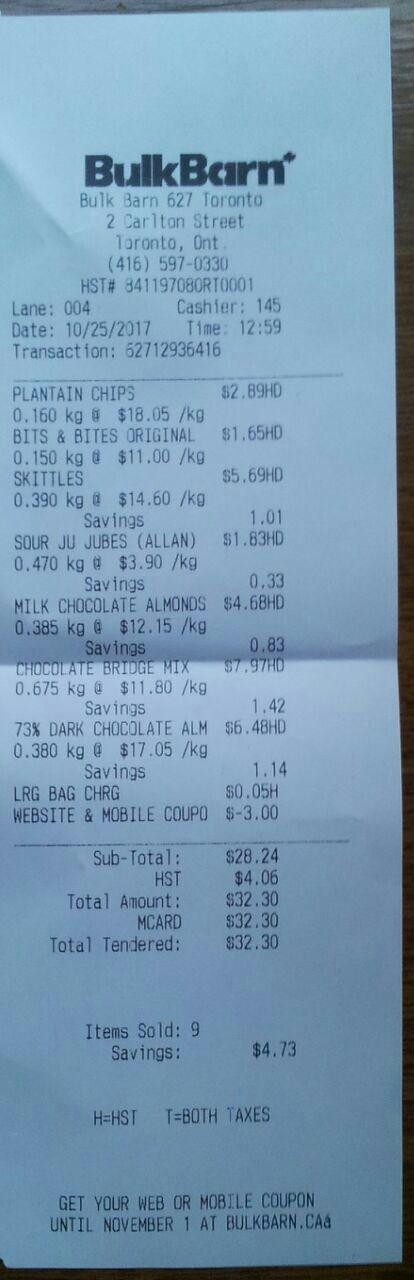 BulkBarn
Bulk Barn 627 Toronto
2 Carlton Street
Toronto, Ont.
(416) 597-0330
HST# 841197080RT0001
Lane: 004 Cashier: 145
Date: 10/25/2017 Time: 12:59
Transaction: 62712936416
PLANTAIN CHIPS $2.89HD
0.160 kg @ $18.05 /kg
BITS & BITES ORIGINAL $1.65HD
0.150 kg @ $11.00 /kg
SKITTLES $5.69HD
0.390 kg @ $14.60 /kg
Savings 1.01
SOUR JU JUBES (ALLAN) $1.83HD
0.470 kg @ $3.90 /kg
Savings 0.33
MILK CHOCOLATE ALMONDS $4.68HD
0.385 kg @ $12.15 /kg
Savings 0.83
CHOCOLATE BRIDGE MIX $7.97HD
0.675 kg @ $11.80 /kg
Savings 1.42
73% DARK CHOCOLATE ALM $6.48HD
0.380 kg @ $17.05 /kg
Savings 1.14
LRG BAG CHRG $0.05H
WEBSITE & MOBILE COUPO $-3.00
Sub-Total: $28.24
HST $4.06
Total Amount: $32.30
MCARD $32.30
Total Tendered: $32.30
Items Sold: 9
Savings: $4.73
H=HST T=BOTH TAXES
GET YOUR WEB OR MOBILE COUPON
UNTIL NOVEMBER 1 AT BULKBARN.CAá